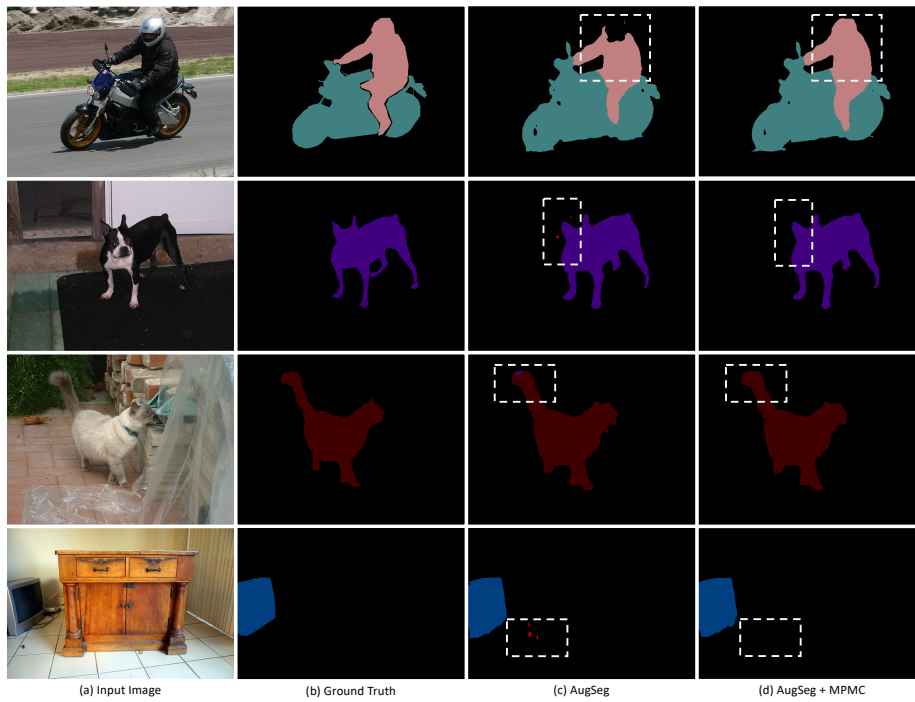 (a) Input Image
(b) Ground Truth
(c) AugSeg
(d) AugSeg + MPMC